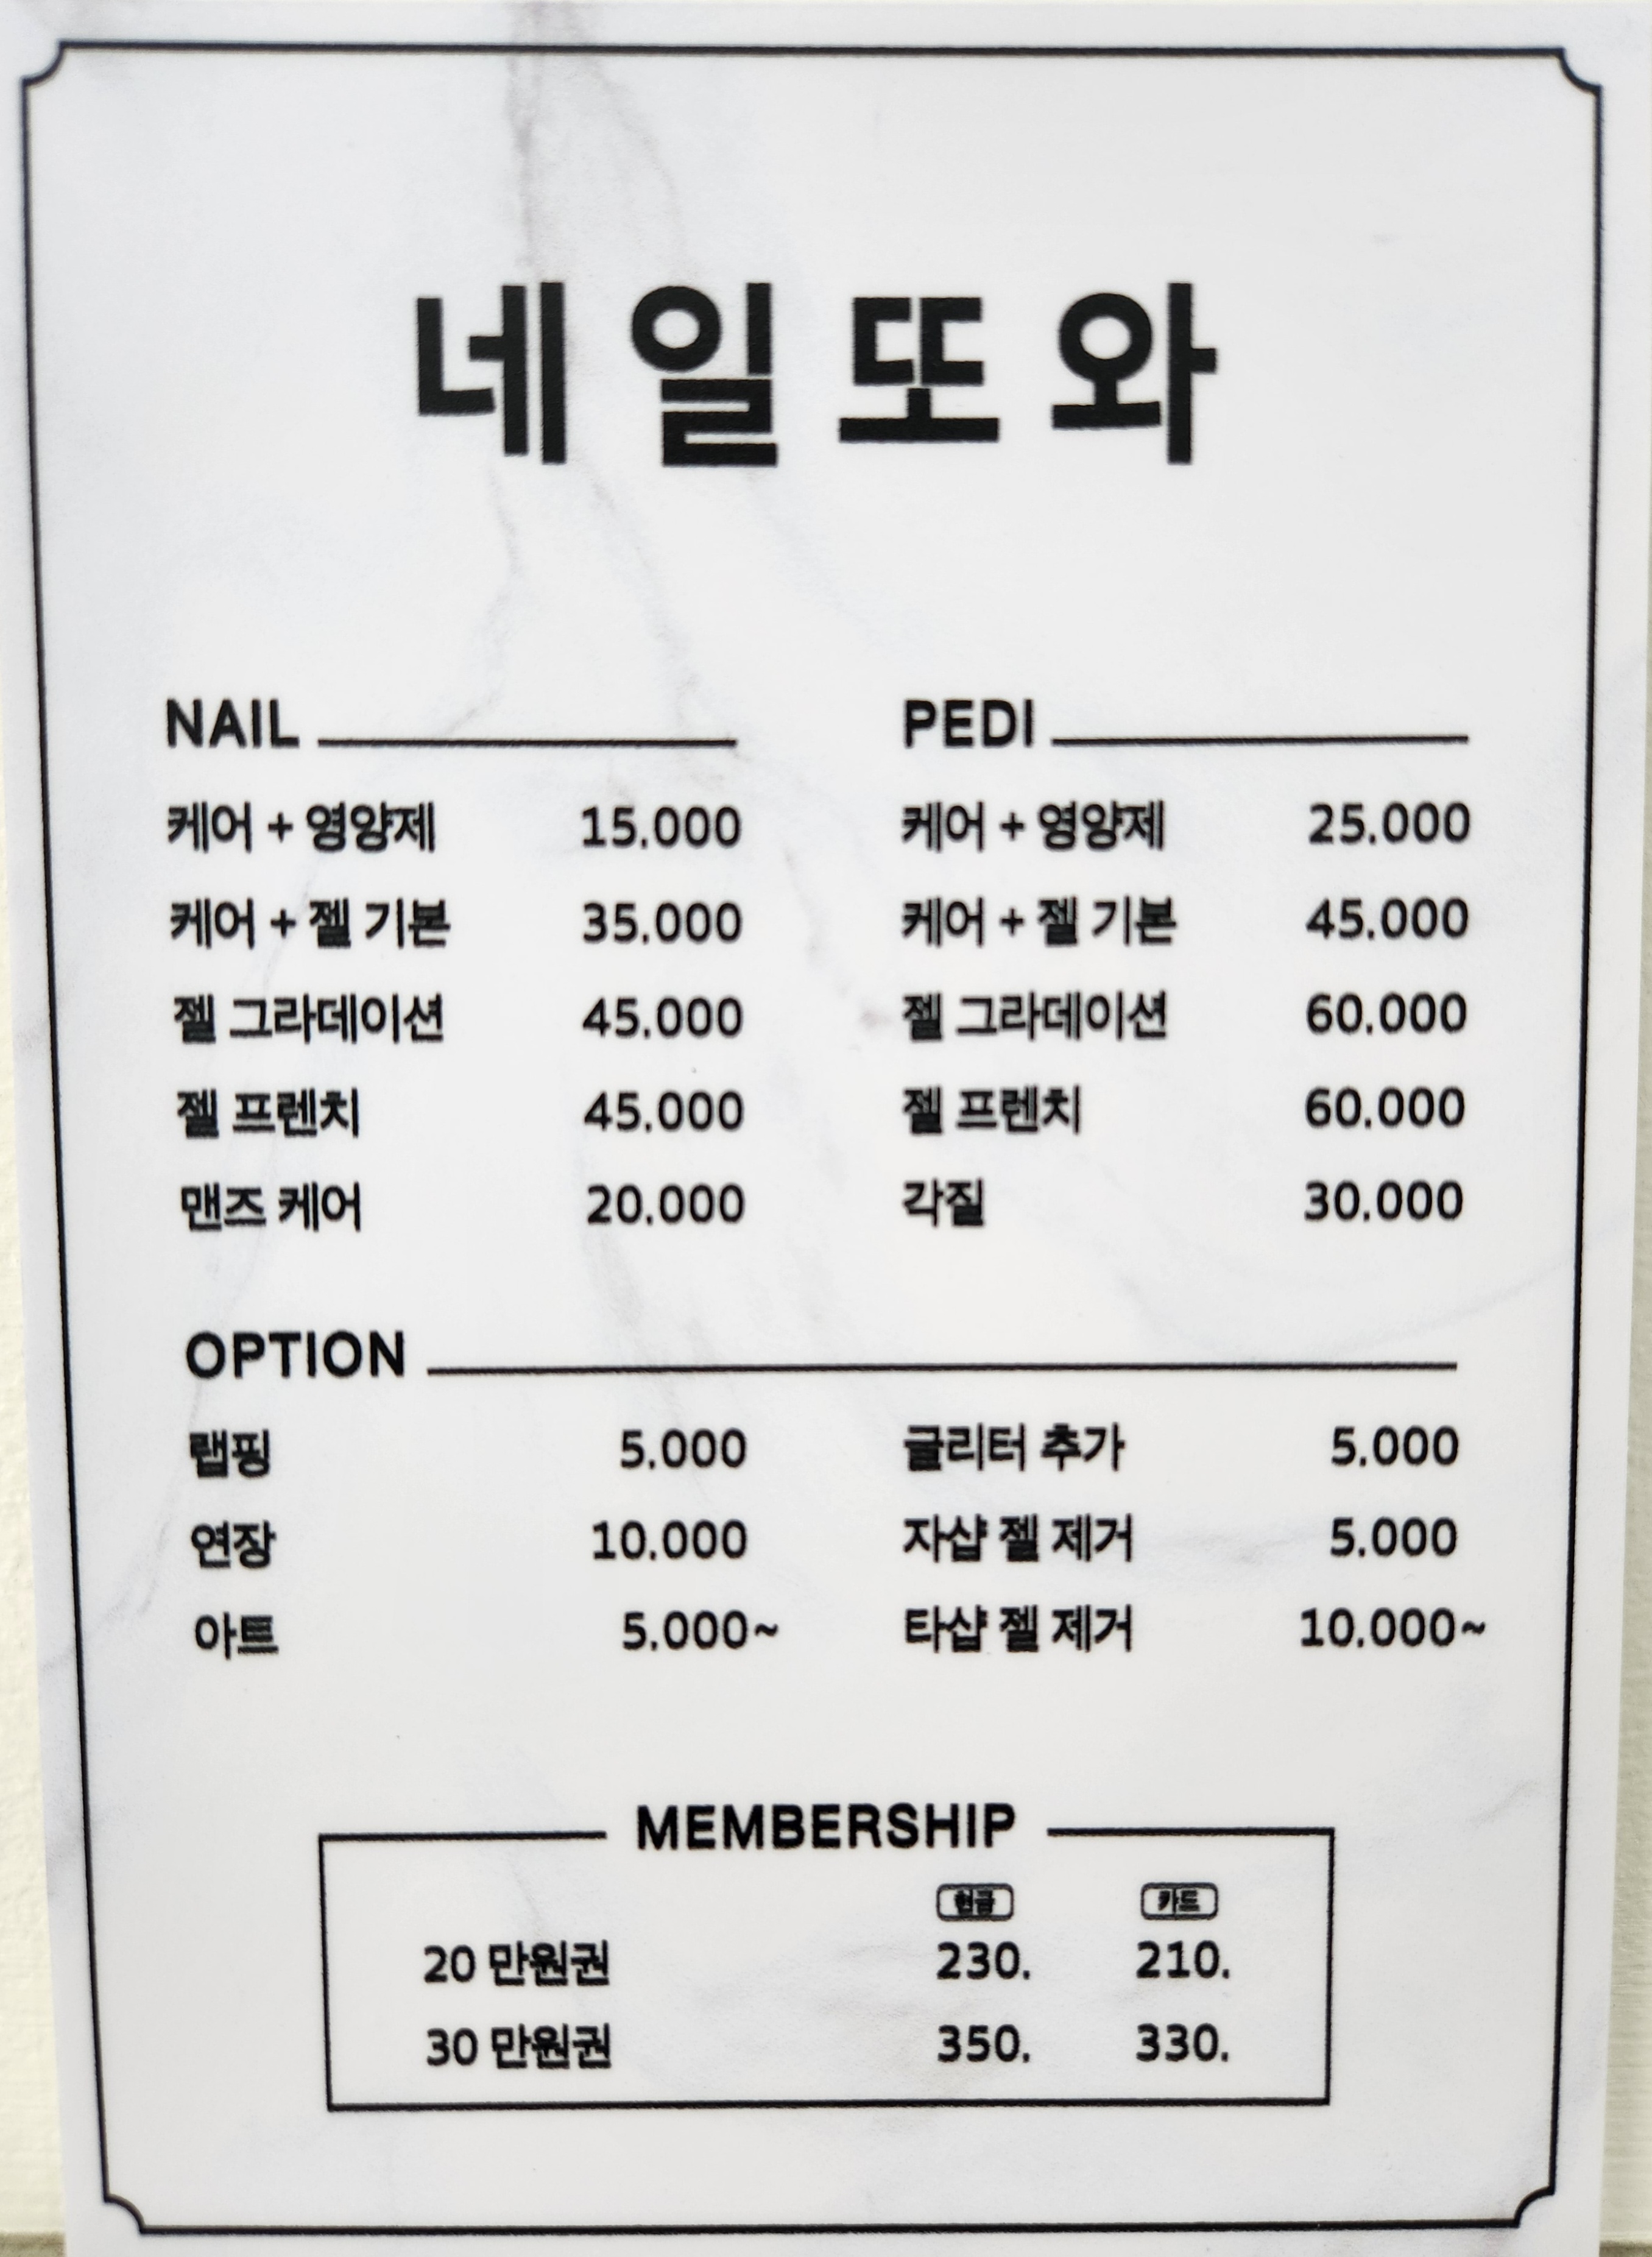 네일또와
NAIL
케어 + 영양제 15.000
케어 + 젤 기본 35.000
젤 그라데이션 45.000
젤 프렌치 45.000
맨즈 케어 20.000
PEDI
케어 + 영양제 25.000
케어 + 젤 기본 45.000
젤 그라데이션 60.000
젤 프렌치 60.000
각질 30.000
OPTION
랩핑 5.000
연장 10.000
아트 5.000~
글리터 추가 5.000
자샵 젤 제거 5.000
타샵 젤 제거 10.000~
MEMBERSHIP
현금 카드
20 만원권 230. 210.
30 만원권 350. 330.